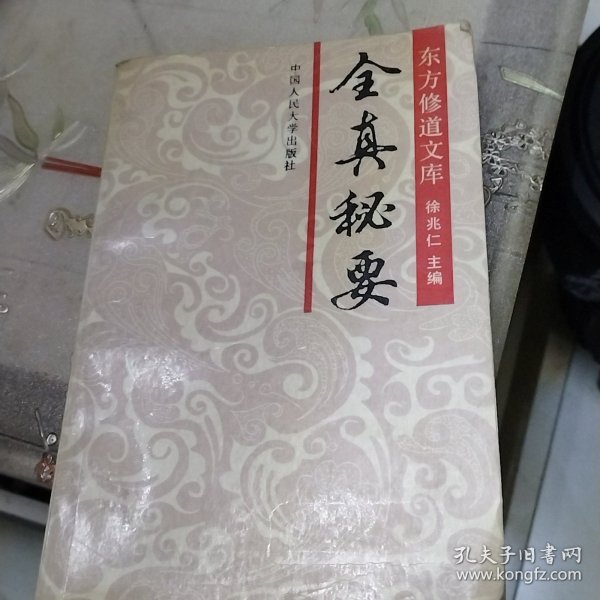 东方修道文库 徐兆仁 主编
全真秘要
中国人民大学出版社
孔夫子旧书网
www.kongfz.com